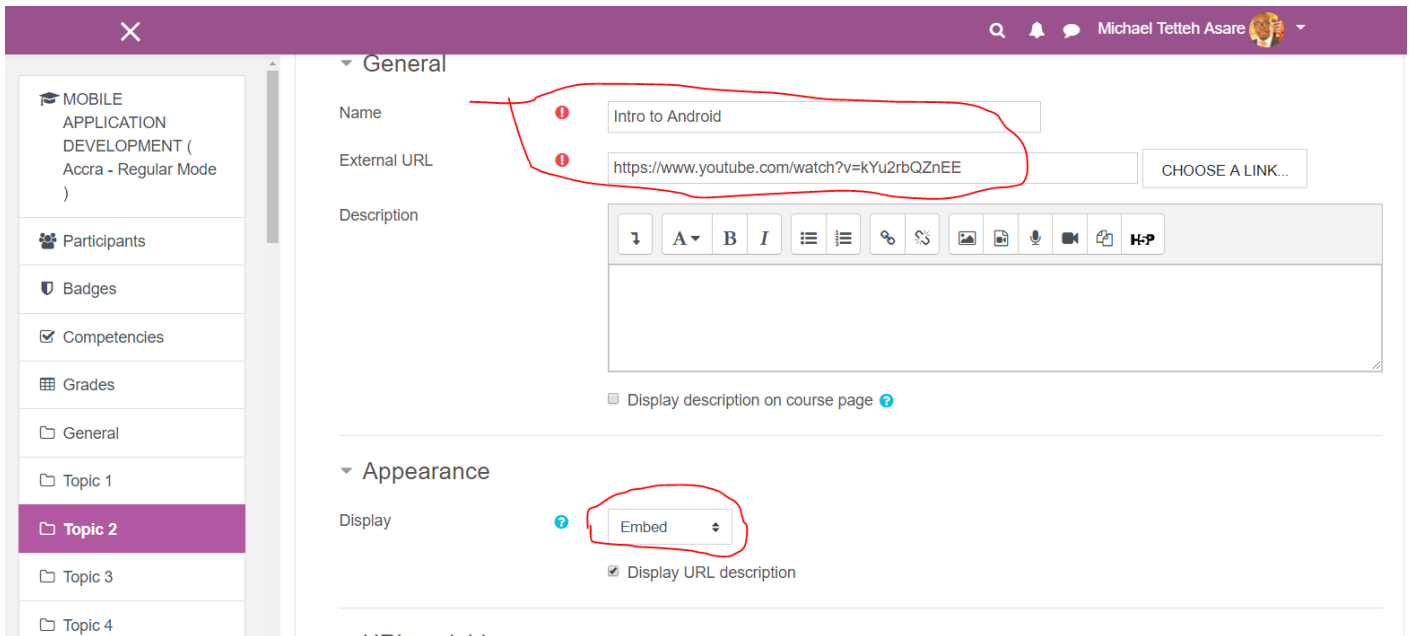 Michael Tetteh Asare
MOBILE
APPLICATION
DEVELOPMENT (
Accra - Regular Mode
)
Participants
Badges
Competencies
Grades
General
Topic 1
Topic 2
Topic 3
Topic 4
General
Name
Intro to Android
External URL
https://www.youtube.com/watch?v=kYu2rbQZnEE
CHOOSE A LINK...
Description
A B I
H-P
Display description on course page
Appearance
Display
Embed
Display URL description